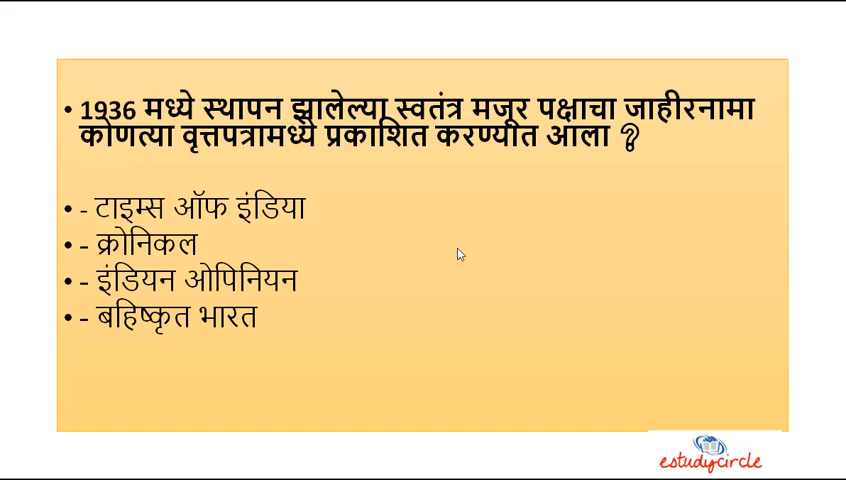 • 1936 मध्ये स्थापन झालेल्या स्वतंत्र मजूर पक्षाचा जाहीरनामा
कोणत्या वृत्तपत्रामध्ये प्रकाशित करण्यात आला ?
• - टाइम्स ऑफ इंडिया
• - क्रोनिकल
• - इंडियन ओपिनियन
• - बहिष्कृत भारत
estudycircle